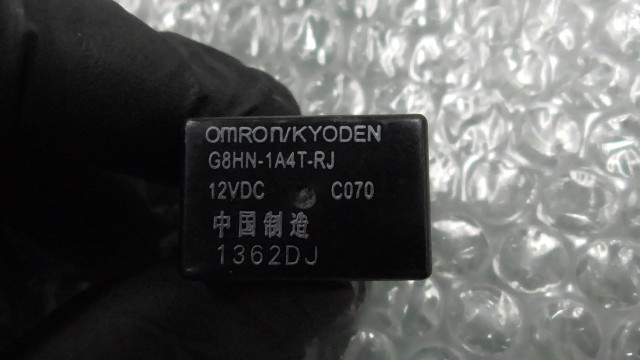 OMRON/KYODEN
G8HN-1A4T-RJ
12VDC C070
中国制造
1362DJ